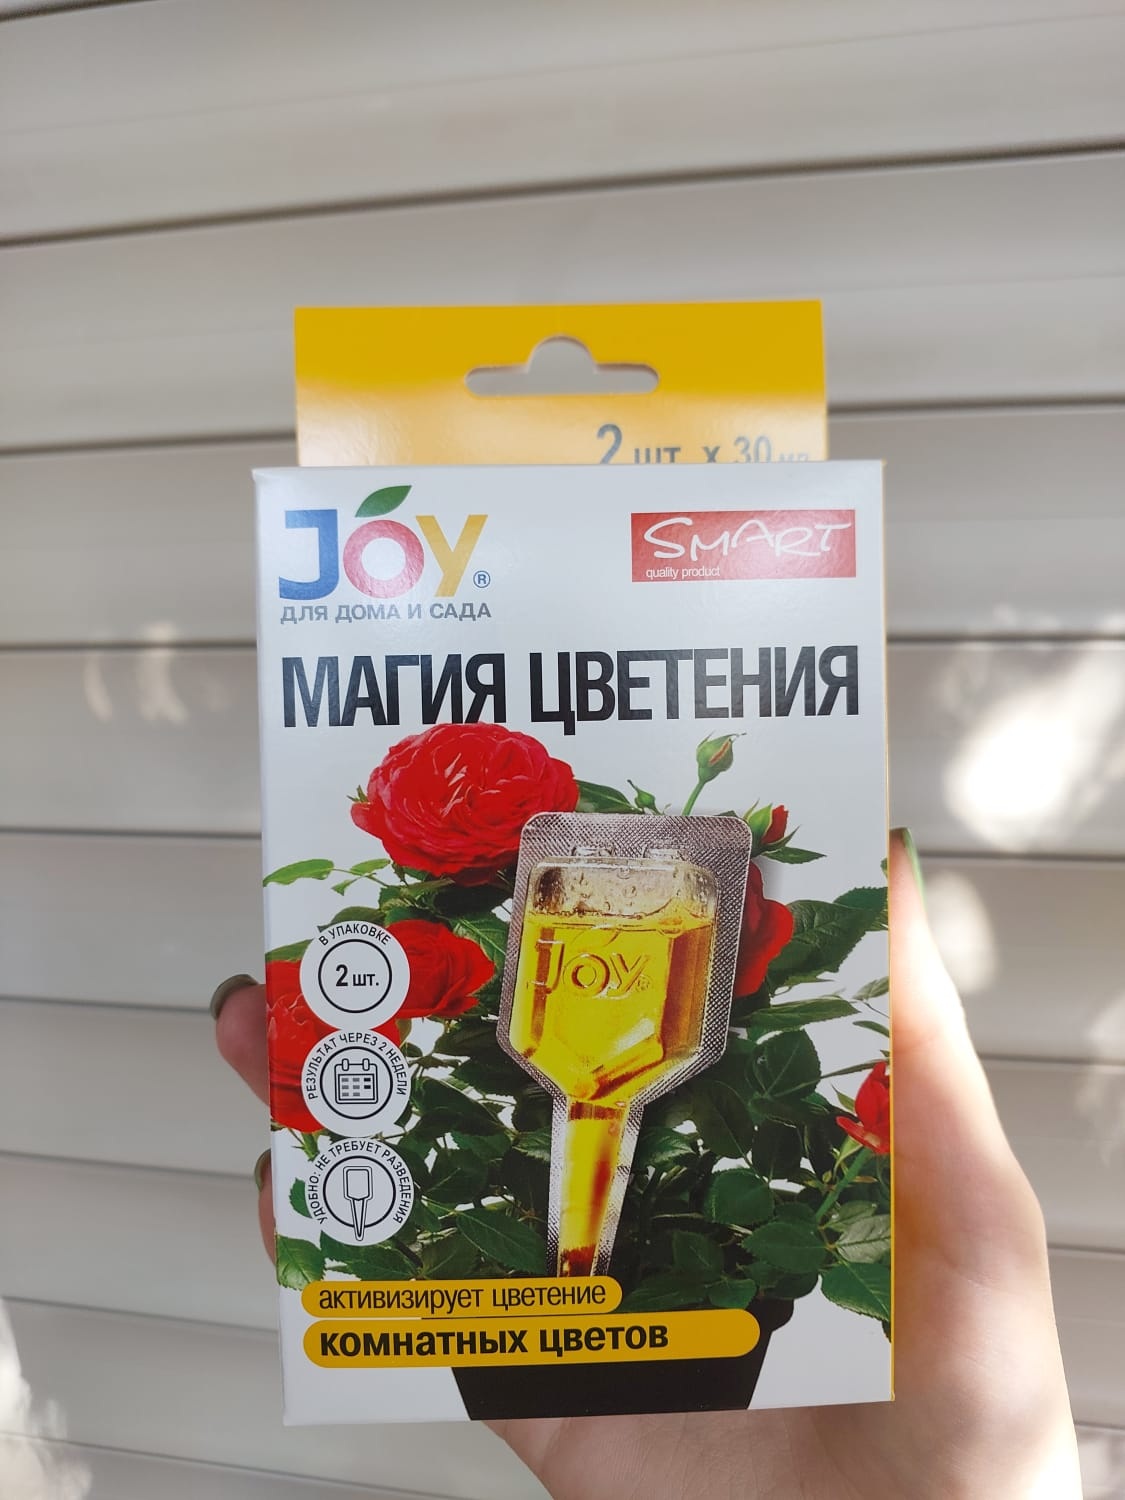 2 шт. x 30 мл
JOY®
ДЛЯ ДОМА И САДА
SMART
quality product
МАГИЯ ЦВЕТЕНИЯ
JOY®
В УПАКОВКЕ
2 шт.
РЕЗУЛЬТАТ ЧЕРЕЗ 2 НЕДЕЛИ
УДОБНО: НЕ ТРЕБУЕТ РАЗВЕДЕНИЯ
активизирует цветение
комнатных цветов